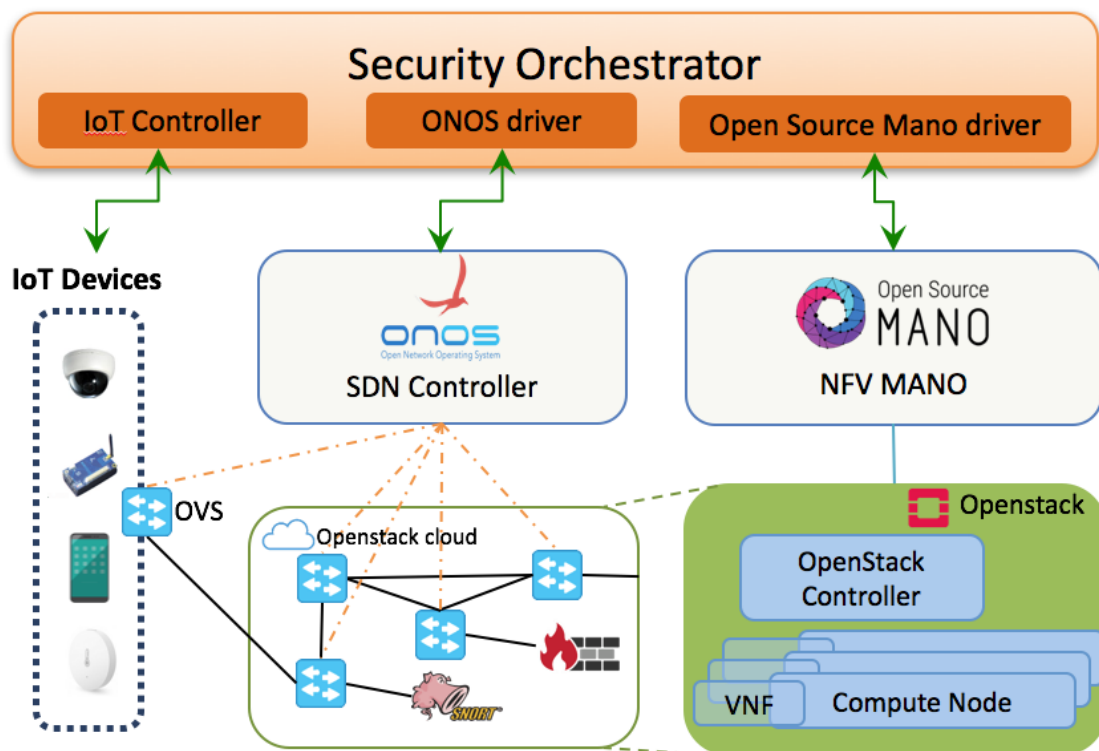 Security Orchestrator
IoT Controller
ONOS driver
Open Source Mano driver
IoT Devices
onos
Open Network Operating System
SDN Controller
Open Source
MANO
NFV MANO
OVS
Openstack cloud
SNORT
Openstack
OpenStack
Controller
VNF
Compute Node